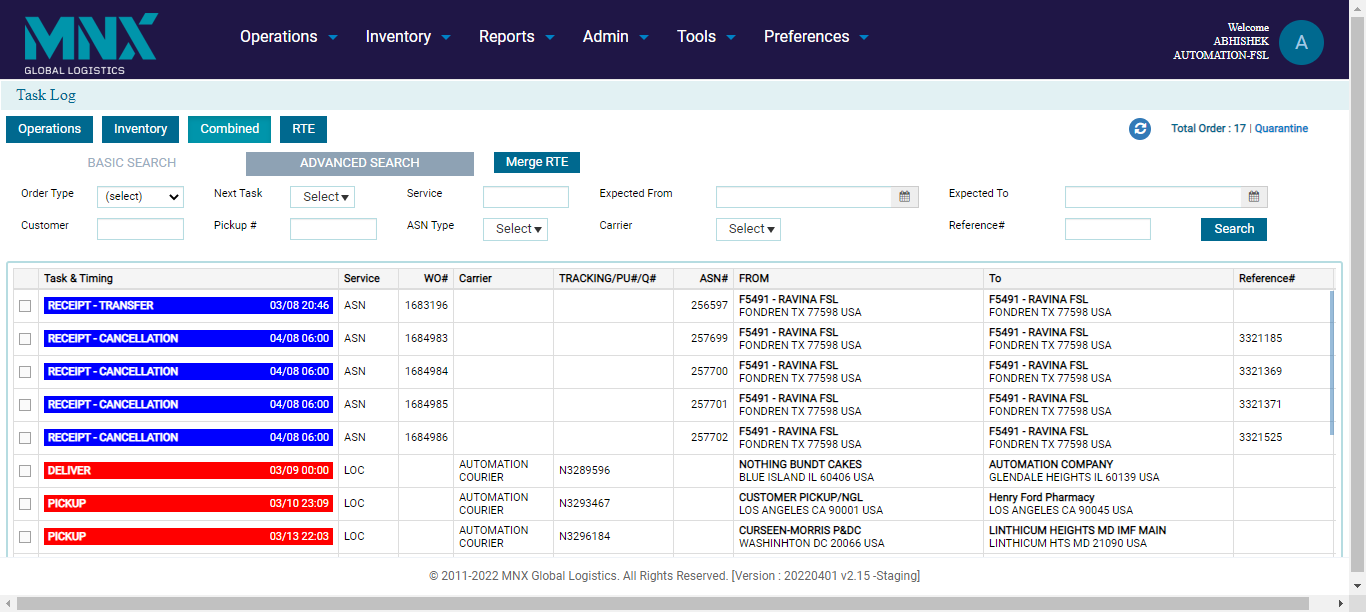 MNX
GLOBAL LOGISTICS
Operations Inventory Reports Admin Tools Preferences
Welcome
ABHISHEK
AUTOMATION-FSL
A
Task Log
Operations Inventory Combined RTE
Total Order : 17 | Quarantine
BASIC SEARCH ADVANCED SEARCH Merge RTE
Order Type (select) Next Task Select Service Expected From Expected To
Customer Pickup # ASN Type Select Carrier Select Reference# Search
Task & Timing Service WO# Carrier TRACKING/PU#/Q# ASN# FROM To Reference#
RECEIPT - TRANSFER 03/08 20:46 ASN 1683196 256597 F5491 - RAVINA FSL F5491 - RAVINA FSL
FONDREN TX 77598 USA FONDREN TX 77598 USA
RECEIPT - CANCELLATION 04/08 06:00 ASN 1684983 257699 F5491 - RAVINA FSL F5491 - RAVINA FSL 3321185
FONDREN TX 77598 USA FONDREN TX 77598 USA
RECEIPT - CANCELLATION 04/08 06:00 ASN 1684984 257700 F5491 - RAVINA FSL F5491 - RAVINA FSL 3321369
FONDREN TX 77598 USA FONDREN TX 77598 USA
RECEIPT - CANCELLATION 04/08 06:00 ASN 1684985 257701 F5491 - RAVINA FSL F5491 - RAVINA FSL 3321371
FONDREN TX 77598 USA FONDREN TX 77598 USA
RECEIPT - CANCELLATION 04/08 06:00 ASN 1684986 257702 F5491 - RAVINA FSL F5491 - RAVINA FSL 3321525
FONDREN TX 77598 USA FONDREN TX 77598 USA
DELIVER 03/09 00:00 LOC AUTOMATION N3289596 NOTHING BUNDT CAKES AUTOMATION COMPANY
COURIER BLUE ISLAND IL 60406 USA GLENDALE HEIGHTS IL 60139 USA
PICKUP 03/10 23:09 LOC AUTOMATION N3293467 CUSTOMER PICKUP/NGL Henry Ford Pharmacy
COURIER LOS ANGELES CA 90001 USA LOS ANGELES CA 90045 USA
PICKUP 03/13 22:03 LOC AUTOMATION N3296184 CURSEEN-MORRIS P&DC LINTHICUM HEIGHTS MD IMF MAIN
COURIER WASHINHTON DC 20066 USA LINTHICUM HTS MD 21090 USA
© 2011-2022 MNX Global Logistics. All Rights Reserved. [Version : 20220401 v2.15 -Staging]